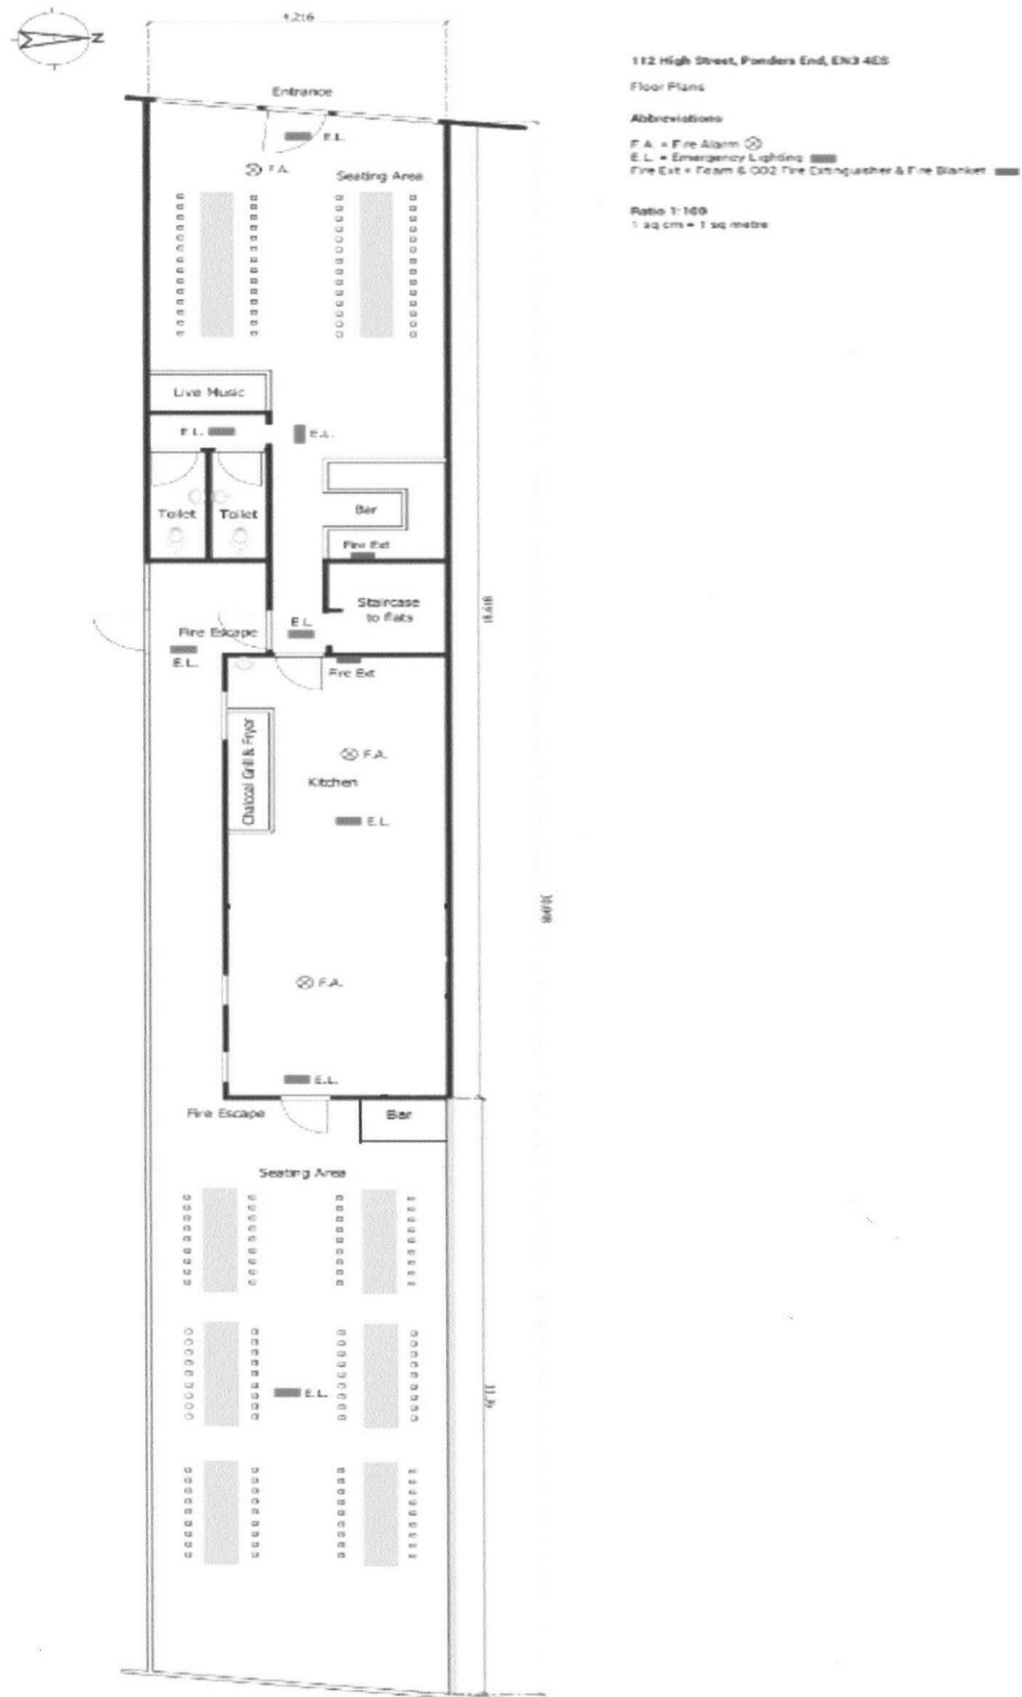 N
4.216
112 High Street, Ponders End, EN3 4ES
Floor Plans
Abbreviations
F.A. = Fire Alarm
E.L. = Emergency Lighting
Fire Ext = Foam & CO2 Fire Extinguisher & Fire Blanket
Ratio 1:100
1 sq cm = 1 sq metre
Entrance
E.L.
F.A.
Seating Area
Live Music
E.L.
E.L.
Toilet
Toilet
Bar
Fire Ext
Staircase
to flats
E.L.
Fire Escape
E.L.
Fire Ext
Chalcoal Grill & Fryer
F.A.
Kitchen
E.L.
F.A.
E.L.
Fire Escape
Bar
Seating Area
E.L.